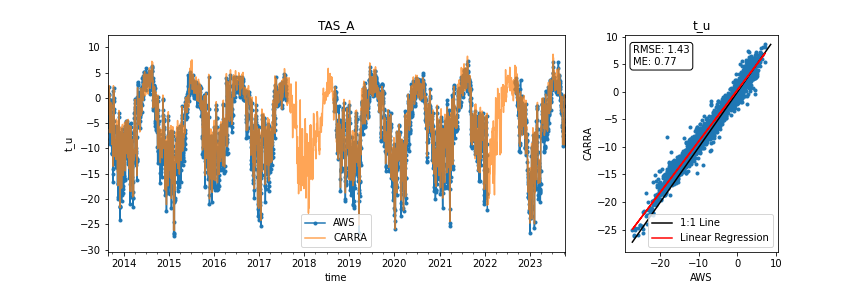 TAS_A
t_u
10
5
0
−5
−10
−15
−20
−25
−30
t_u
2014
2015
2016
2017
2018
2019
2020
2021
2022
2023
time
AWS
CARRA
t_u
RMSE: 1.43
ME: 0.77
10
5
0
−5
−10
−15
−20
−25
CARRA
−20
−10
0
10
AWS
1:1 Line
Linear Regression